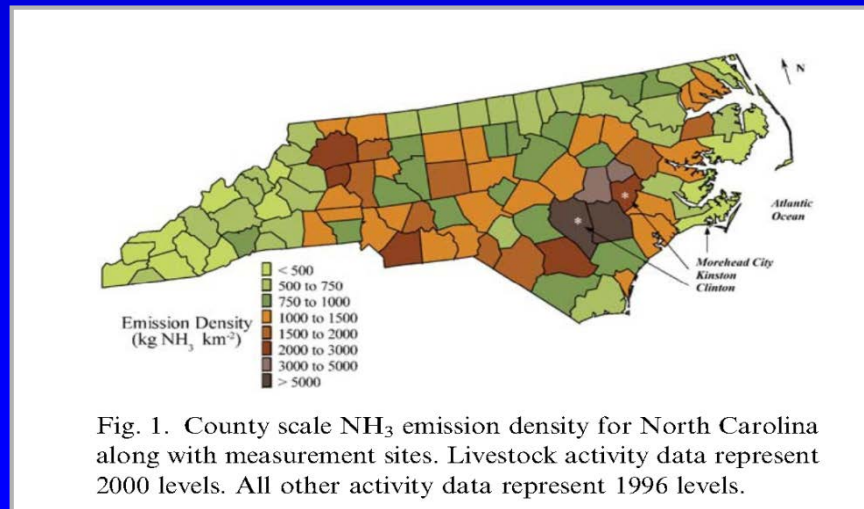 N
Atlantic
Ocean
Morehead City
Kinston
Clinton
Emission Density
(kg NH3 km-2)
< 500
500 to 750
750 to 1000
1000 to 1500
1500 to 2000
2000 to 3000
3000 to 5000
> 5000
Fig. 1. County scale NH3 emission density for North Carolina
along with measurement sites. Livestock activity data represent
2000 levels. All other activity data represent 1996 levels.